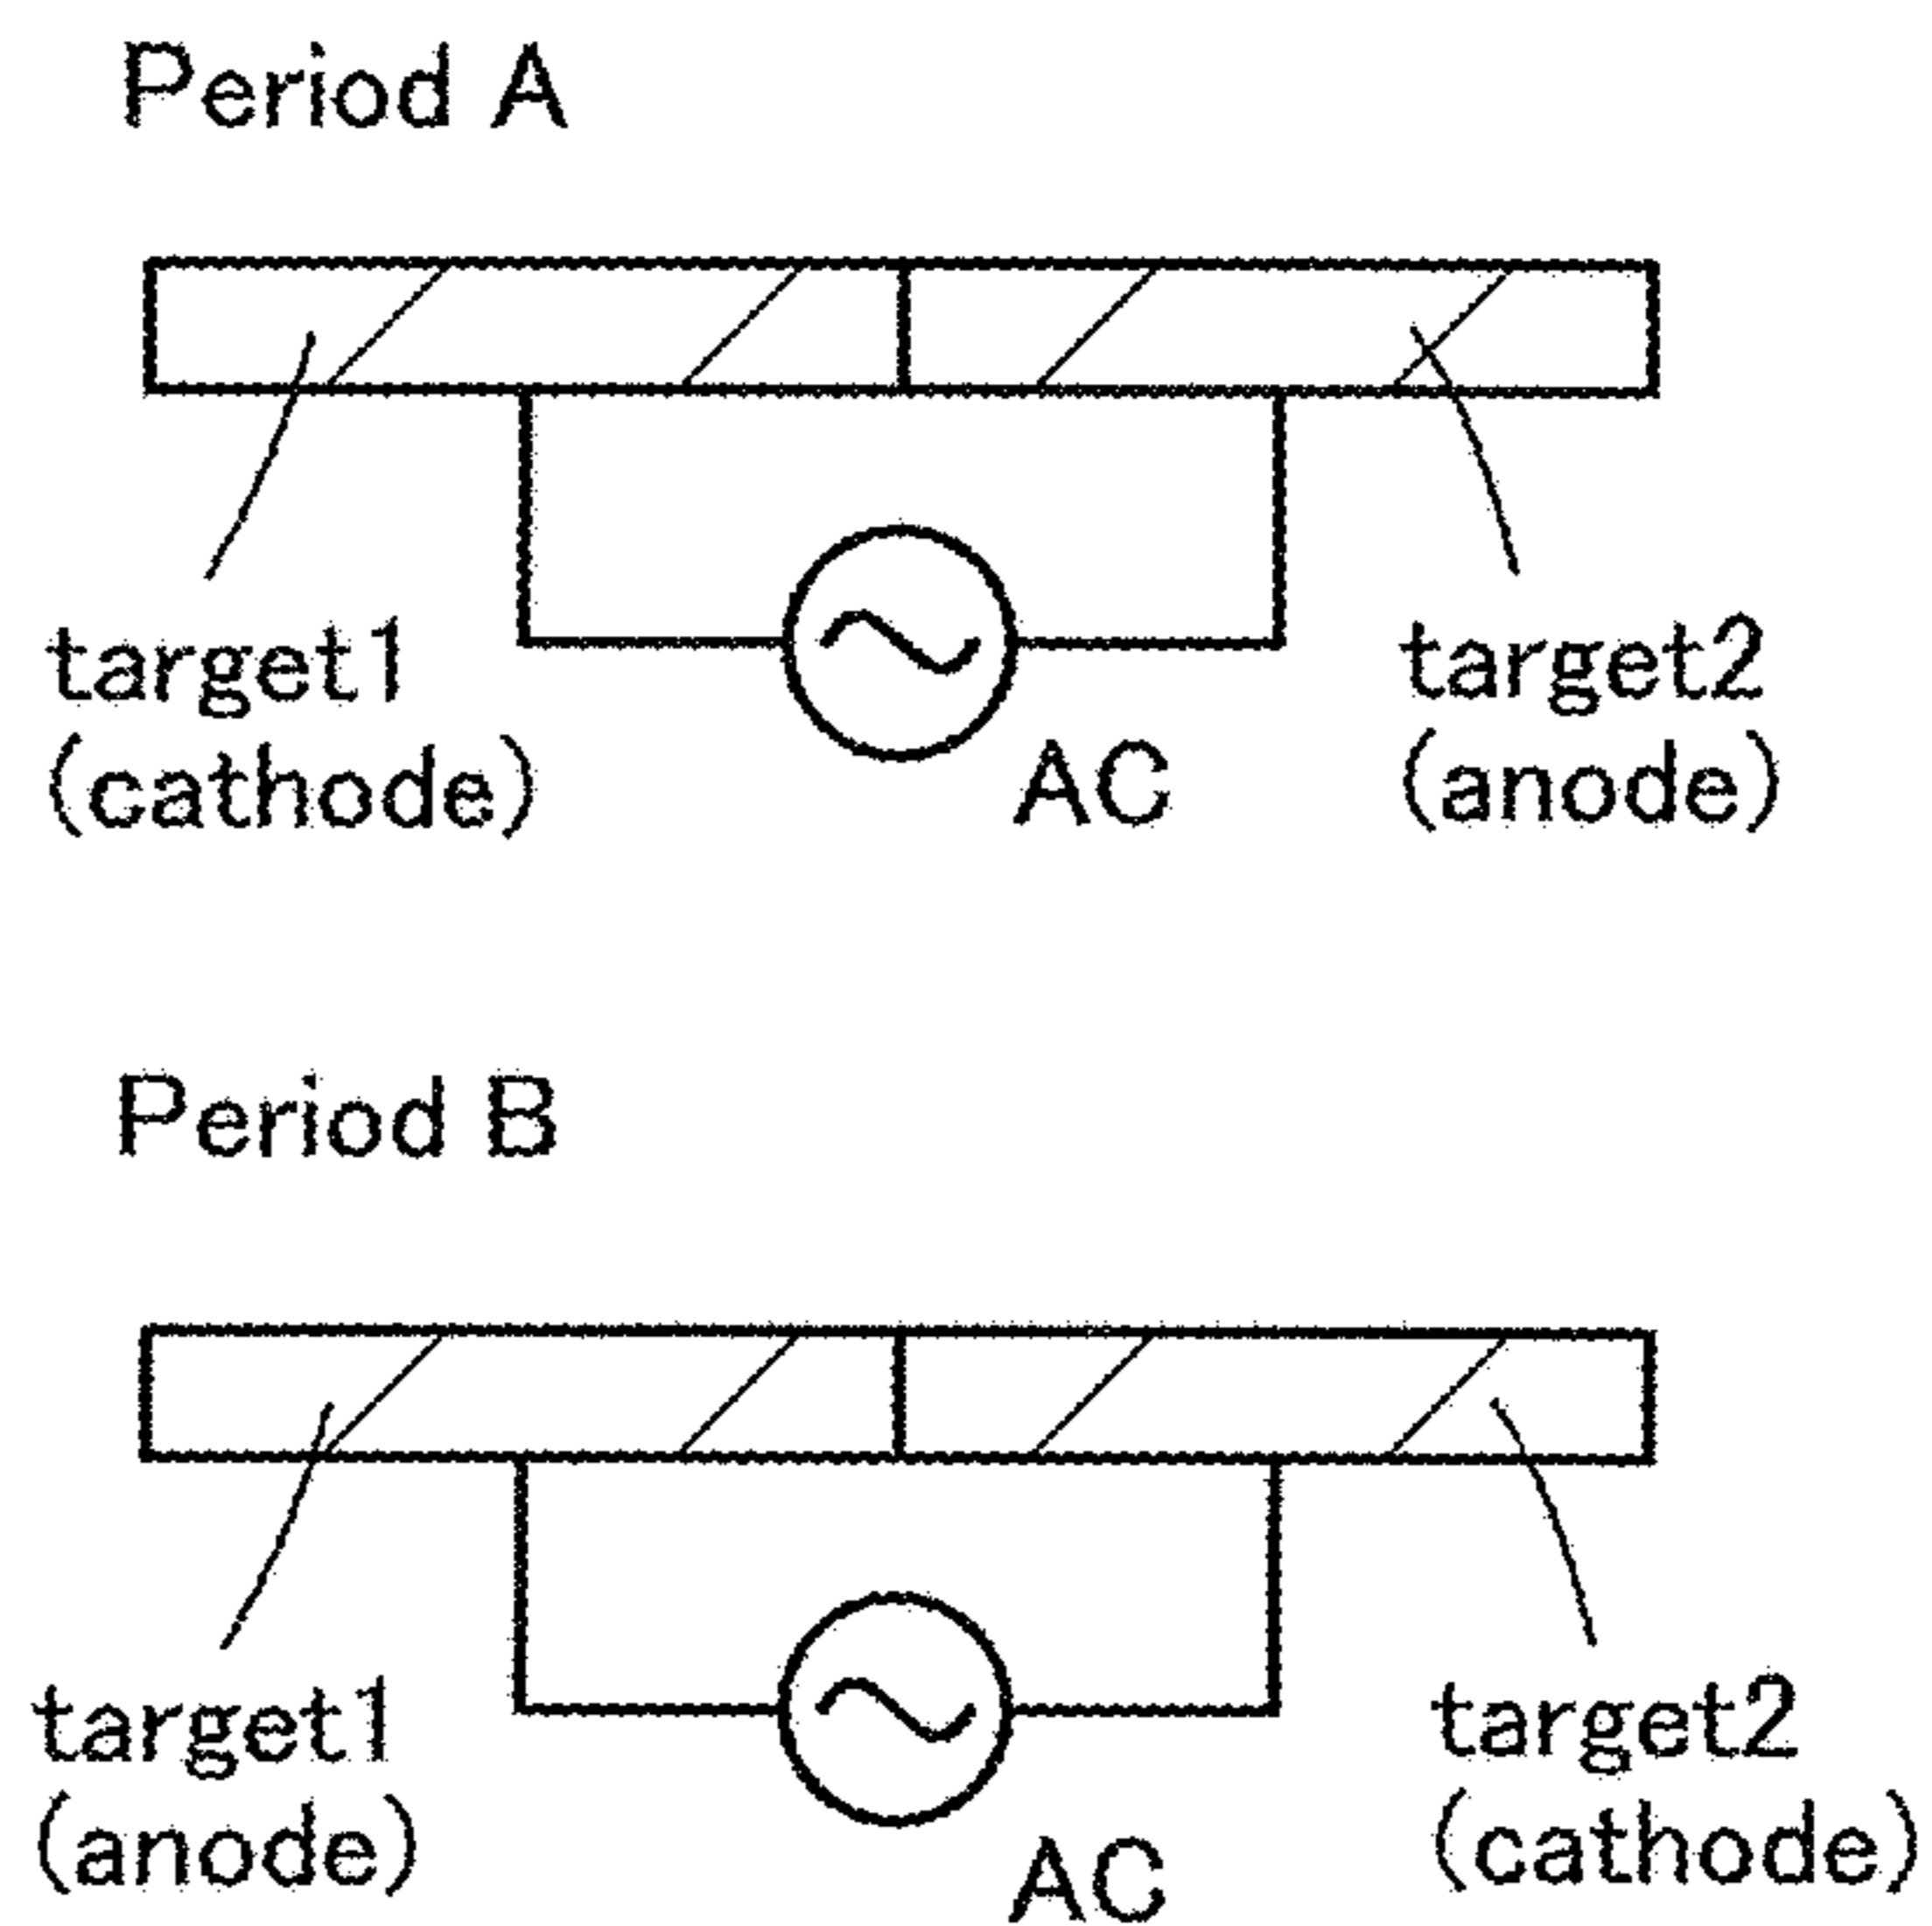 Period A
target1
(cathode)
AC
target2
(anode)
Period B
target1
(anode)
AC
target2
(cathode)